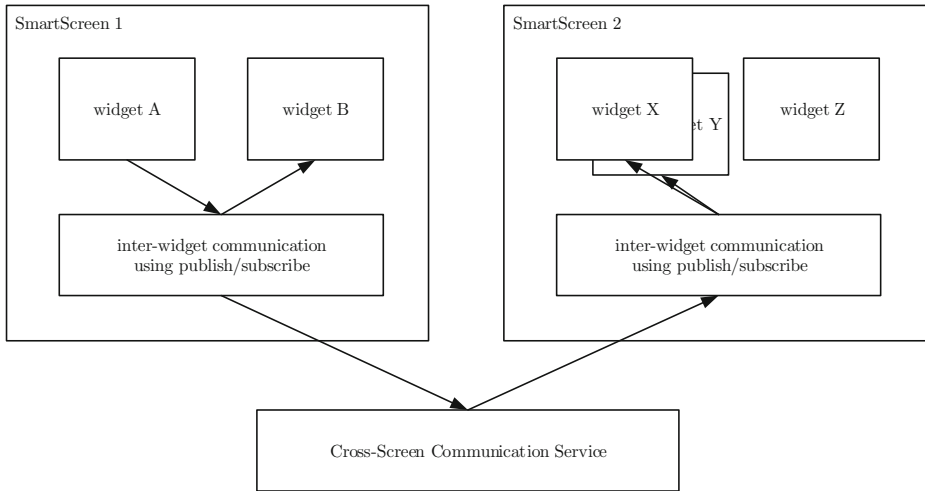 SmartScreen 1
widget A
widget B
inter-widget communication
using publish/subscribe
SmartScreen 2
widget X
et Y
widget Z
inter-widget communication
using publish/subscribe
Cross-Screen Communication Service